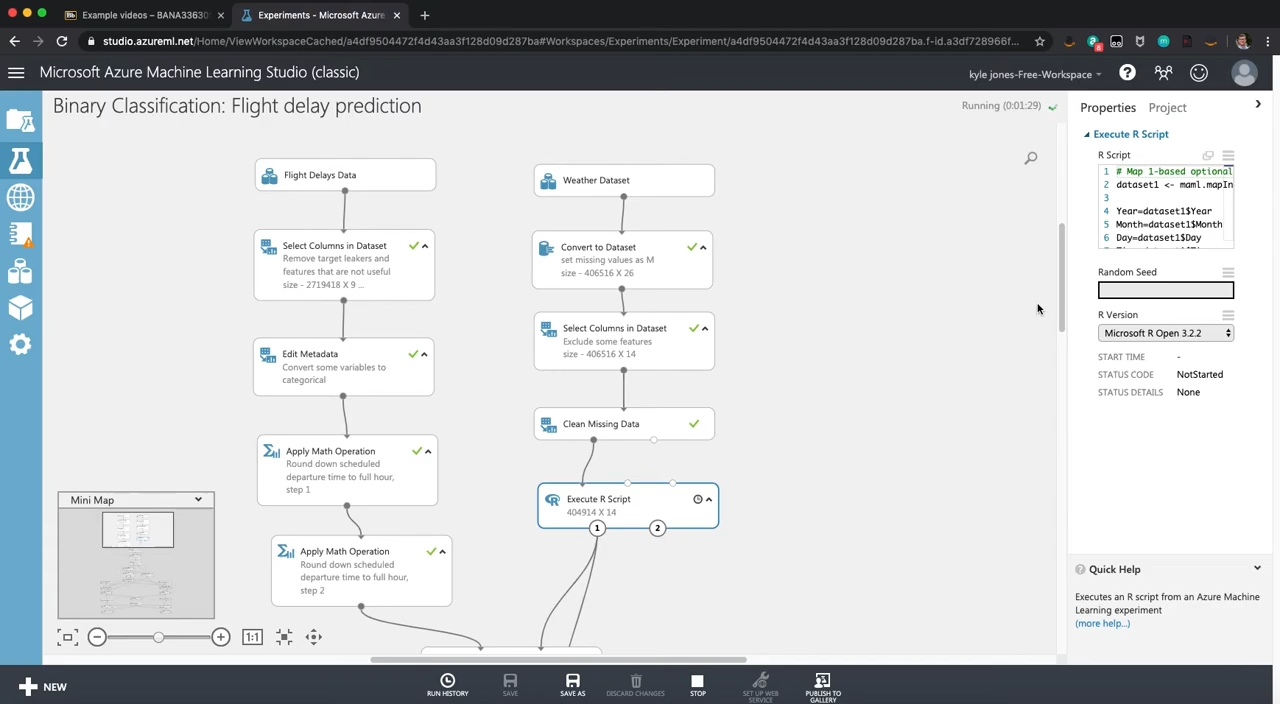 Example videos – BANA33630
Experiments - Microsoft Azure
studio.azureml.net/Home/ViewWorkspaceCached/a4df9504472f4d43aa3f128d09d287ba#Workspaces/Experiments/Experiment/a4df9504472f4d43aa3f128d09d287ba.f-id.a3df728966f...
8
Microsoft Azure Machine Learning Studio (classic)
kyle jones-Free-Workspace
?
Binary Classification: Flight delay prediction
Running (0:01:29)
Flight Delays Data
Select Columns in Dataset
Remove target leakers and
features that are not useful
size - 2719418 X 9 ...
Edit Metadata
Convert some variables to
categorical
Apply Math Operation
Round down scheduled
departure time to full hour,
step 1
Apply Math Operation
Round down scheduled
departure time to full hour,
step 2
Weather Dataset
Convert to Dataset
set missing values as M
size - 406516 X 26
Select Columns in Dataset
Exclude some features
size - 406516 X 14
Clean Missing Data
Execute R Script
404914 X 14
1
2
Mini Map
1:1
Properties
Project
Execute R Script
R Script
1 # Map 1-based optional
2 dataset1 <- maml.mapIn
3
4 Year=dataset1$Year
5 Month=dataset1$Month
6 Day=dataset1$Day
Random Seed
R Version
Microsoft R Open 3.2.2
START TIME -
STATUS CODE NotStarted
STATUS DETAILS None
Quick Help
Executes an R script from an Azure Machine
Learning experiment
(more help...)
NEW
RUN HISTORY
SAVE
SAVE AS
DISCARD CHANGES
STOP
SET UP WEB
SERVICE
PUBLISH TO
GALLERY